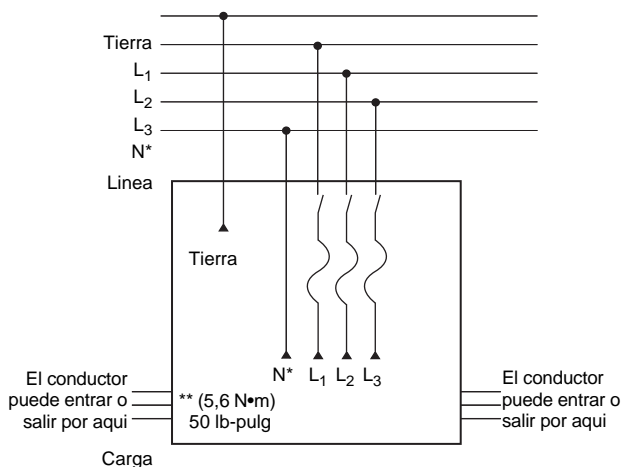 Tierra
L1
L2
L3
N*
Linea
Tierra
N* L1 L2 L3
El conductor
puede entrar o
salir por aqui
** (5,6 N•m)
50 lb-pulg
El conductor
puede entrar o
salir por aqui
Carga